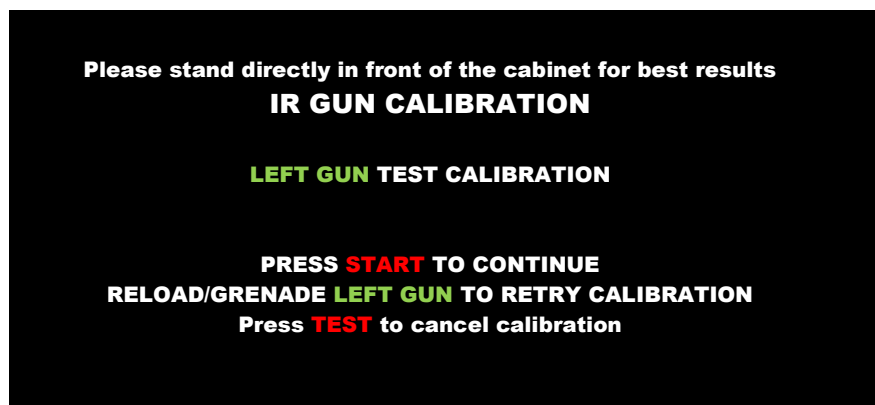 Please stand directly in front of the cabinet for best results
IR GUN CALIBRATION
LEFT GUN TEST CALIBRATION
PRESS START TO CONTINUE
RELOAD/GRENADE LEFT GUN TO RETRY CALIBRATION
Press TEST to cancel calibration